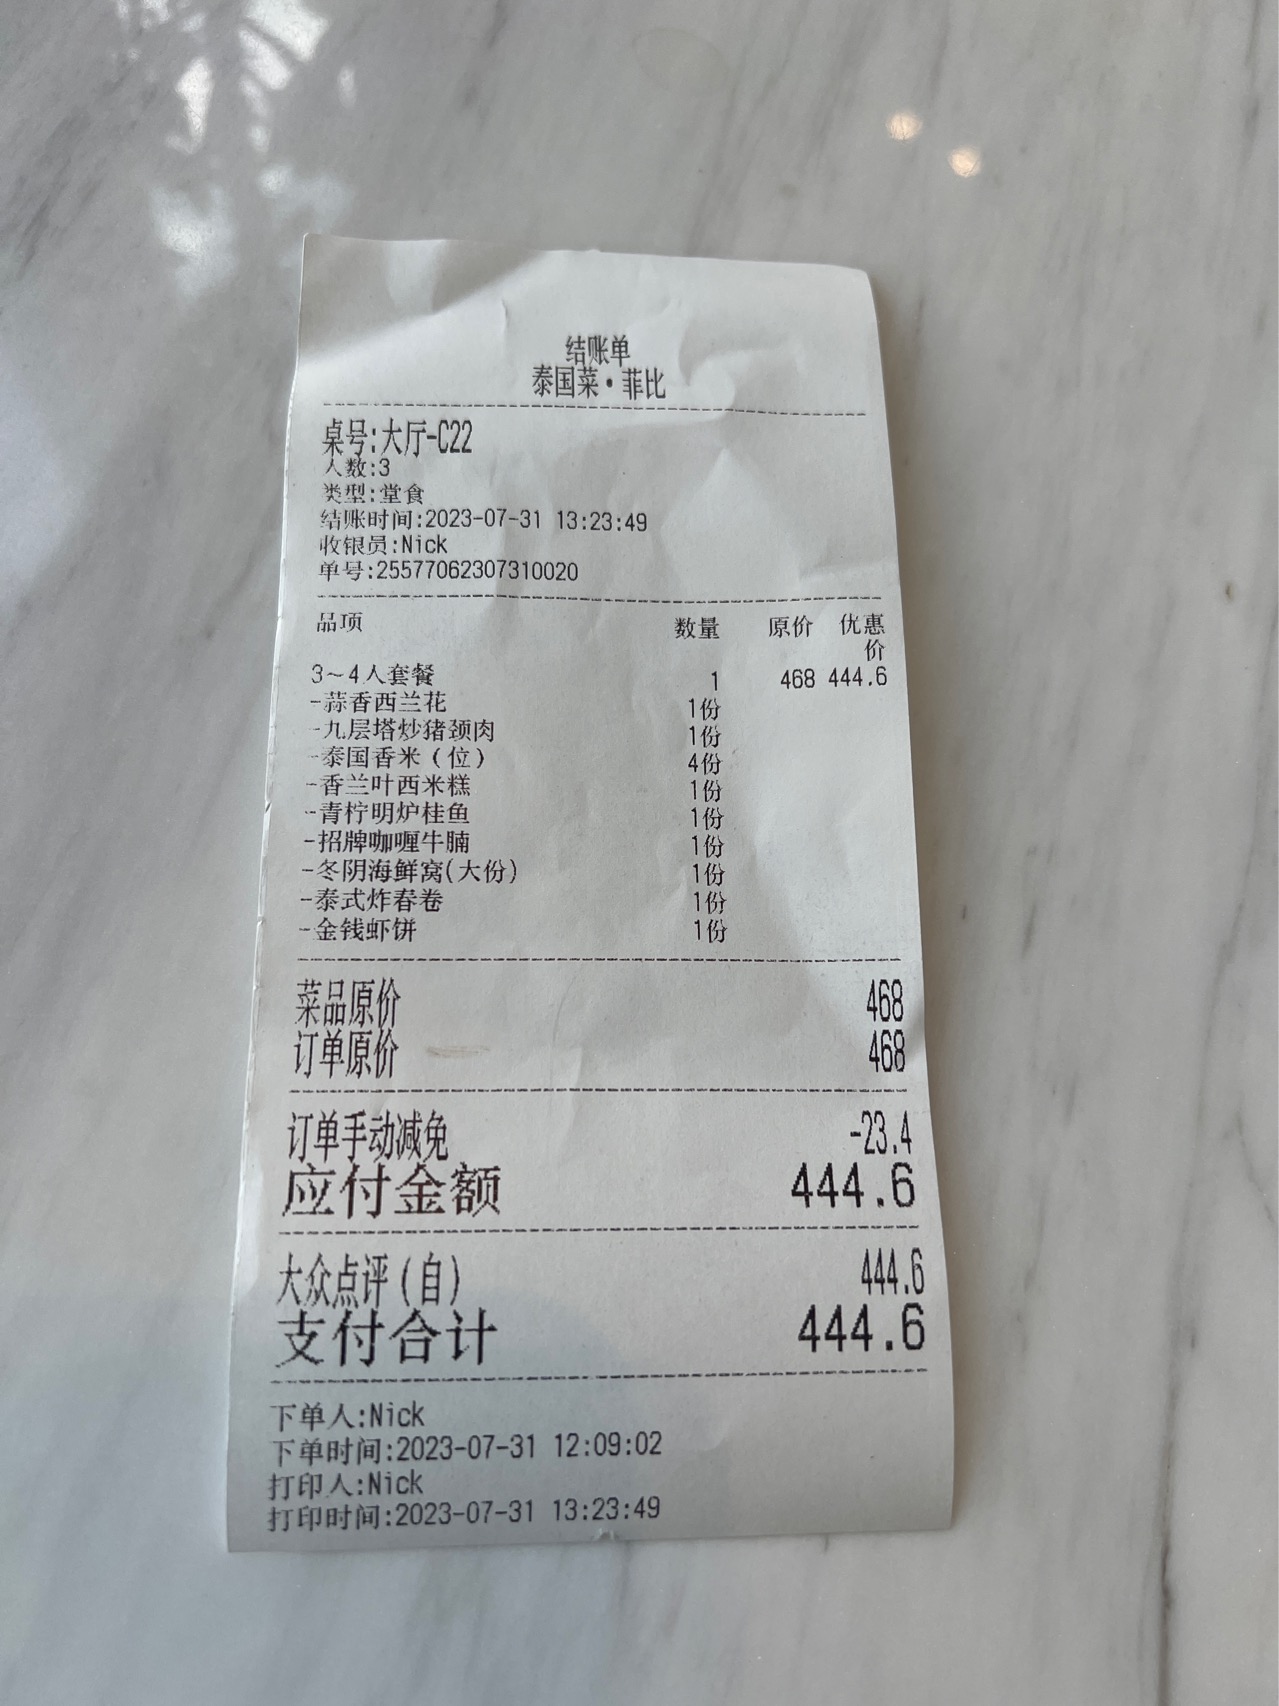 结账单
泰国菜·菲比
桌号:大厅-C22
人数:3
类型:堂食
结账时间:2023-07-31 13:23:49
收银员:Nick
单号:25577062307310020
品项 数量 原价 优惠价
3~4人套餐 1 468 444.6
-蒜香西兰花 1份
-九层塔炒猪颈肉 1份
-泰国香米(位) 4份
-香兰叶西米糕 1份
-青柠明炉桂鱼 1份
-招牌咖喱牛腩 1份
-冬阴海鲜窝(大份) 1份
-泰式炸春卷 1份
-金钱虾饼 1份
菜品原价 468
订单原价 468
订单手动减免 -23.4
应付金额 444.6
大众点评(自) 444.6
支付合计 444.6
下单人:Nick
下单时间:2023-07-31 12:09:02
打印人:Nick
打印时间:2023-07-31 13:23:49